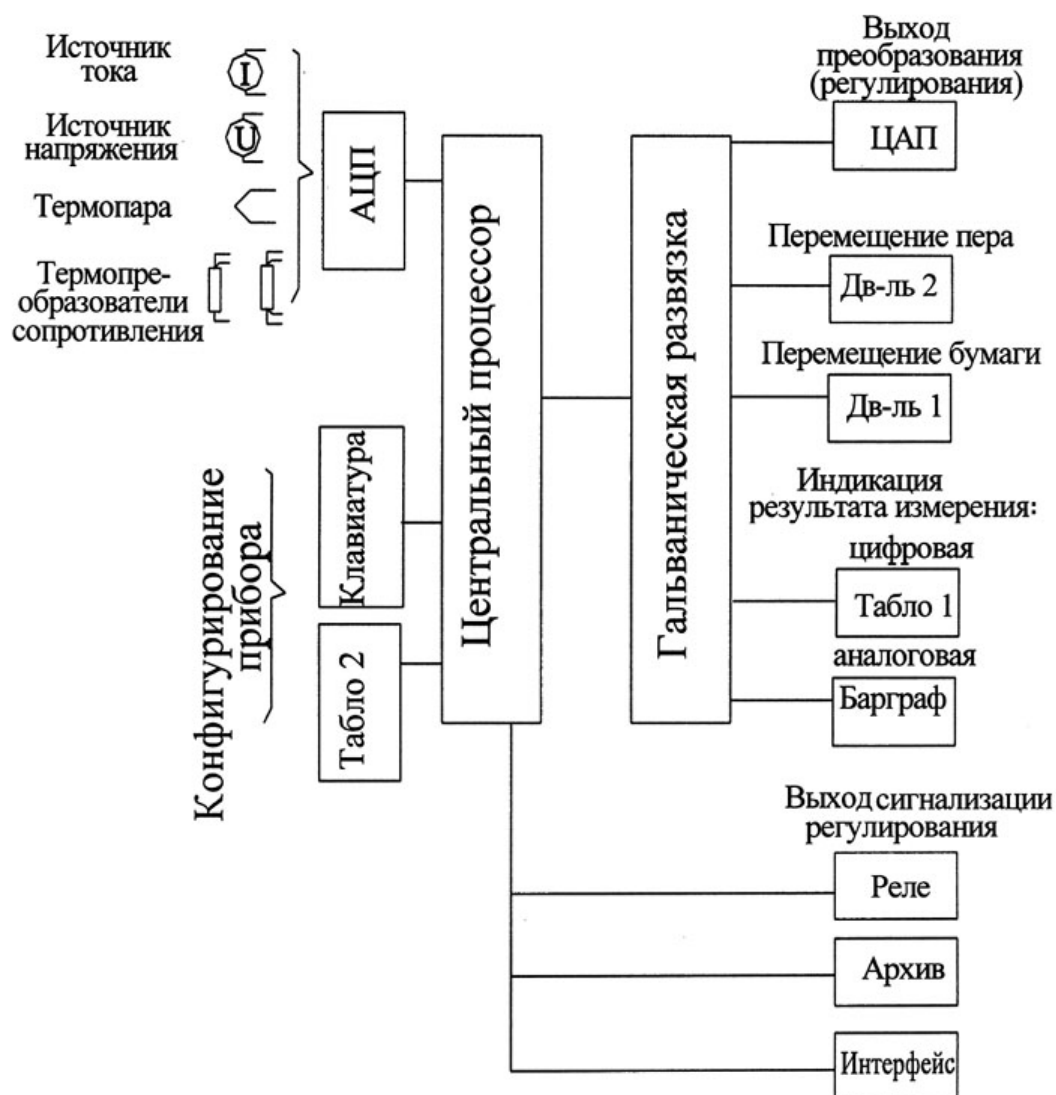 Источник
тока
I
Источник
напряжения
U
Термопара
Термопре-
образователи
сопротивления
АЦП
Конфигурирование
прибора
Клавиатура
Табло 2
Центральный процессор
Гальваническая развязка
Выход
преобразования
(регулирования)
ЦАП
Перемещение пера
Дв-ль 2
Перемещение бумаги
Дв-ль 1
Индикация
результата измерения:
цифровая
Табло 1
аналоговая
Барграф
Выход сигнализации
регулирования
Реле
Архив
Интерфейс